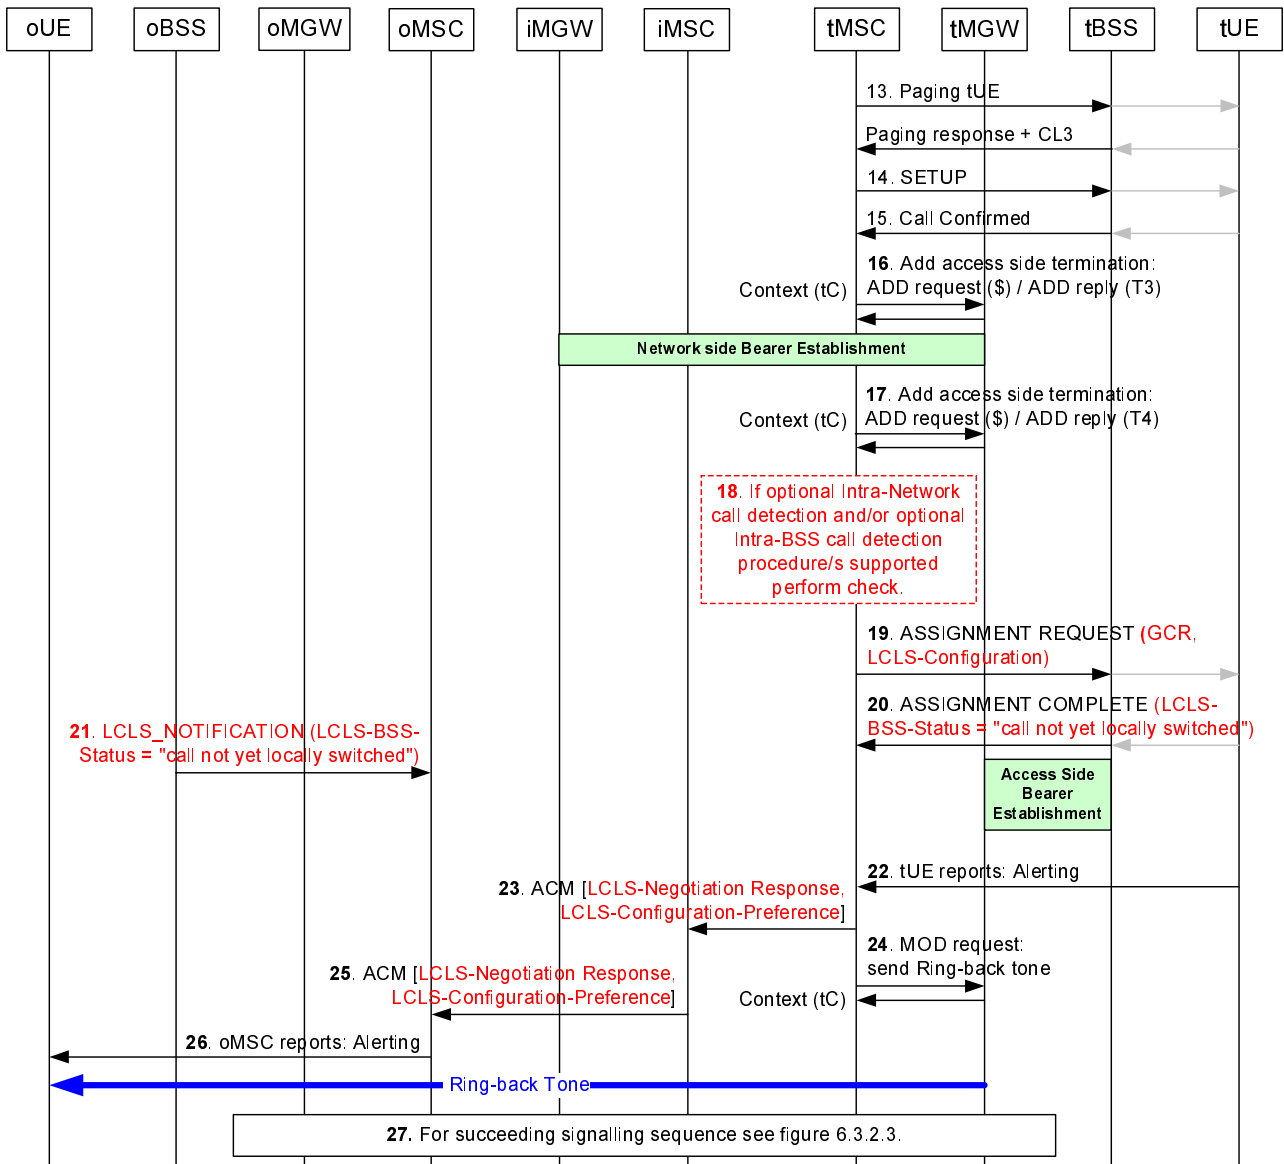 oUE oBSS oMGW oMSC iMGW iMSC tMSC tMGW tBSS tUE
13. Paging tUE
Paging response + CL3
14. SETUP
15. Call Confirmed
16. Add access side termination:
ADD request ($) / ADD reply (T3)
Context (tC)
Network side Bearer Establishment
17. Add access side termination:
ADD request ($) / ADD reply (T4)
Context (tC)
18. If optional Intra-Network
call detection and/or optional
Intra-BSS call detection
procedure/s supported
perform check.
19. ASSIGNMENT REQUEST (GCR,
LCLS-Configuration)
20. ASSIGNMENT COMPLETE (LCLS-
BSS-Status = "call not yet locally switched")
21. LCLS_NOTIFICATION (LCLS-BSS-
Status = "call not yet locally switched")
Access Side
Bearer
Establishment
22. tUE reports: Alerting
23. ACM [LCLS-Negotiation Response,
LCLS-Configuration-Preference]
24. MOD request:
send Ring-back tone
Context (tC)
25. ACM [LCLS-Negotiation Response,
LCLS-Configuration-Preference]
26. oMSC reports: Alerting
Ring-back Tone
27. For succeeding signalling sequence see figure 6.3.2.3.